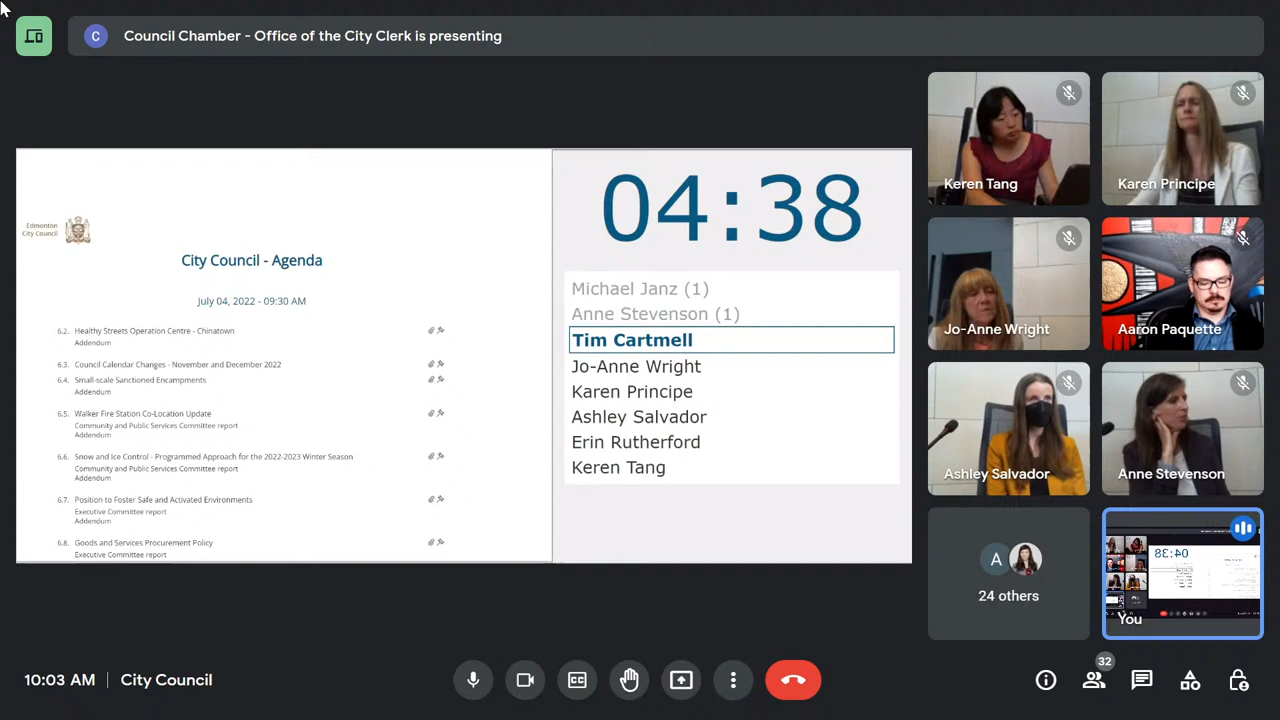 C Council Chamber - Office of the City Clerk is presenting
Edmonton
City Council
City Council - Agenda
July 04, 2022 - 09:30 AM
6.2. Healthy Streets Operation Centre - Chinatown
Addendum
6.3. Council Calendar Changes - November and December 2022
6.4. Small-scale Sanctioned Encampments
Addendum
6.5. Walker Fire Station Co-Location Update
Community and Public Services Committee report
Addendum
6.6. Snow and Ice Control - Programmed Approach for the 2022-2023 Winter Season
Community and Public Services Committee report
Addendum
6.7. Position to Foster Safe and Activated Environments
Executive Committee report
Addendum
6.8. Goods and Services Procurement Policy
Executive Committee report
04:38
Michael Janz (1)
Anne Stevenson (1)
Tim Cartmell
Jo-Anne Wright
Karen Principe
Ashley Salvador
Erin Rutherford
Keren Tang
Keren Tang
Karen Principe
Jo-Anne Wright
Aaron Paquette
Ashley Salvador
Anne Stevenson
A
24 others
04:38
You
10:03 AM | City Council
CC
32